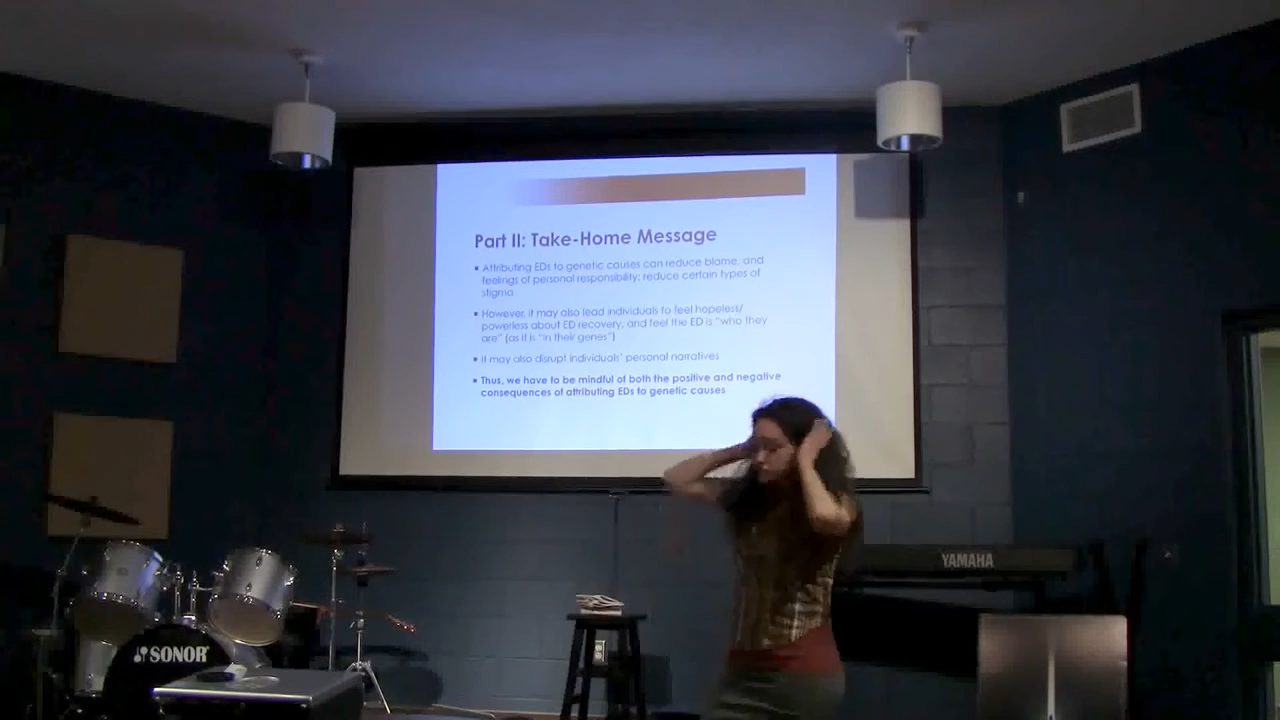 Part II: Take-Home Message
▪ Attributing EDs to genetic causes can reduce blame, and
feelings of personal responsibility; reduce certain types of
stigma
▪ However, it may also lead individuals to feel hopeless/
powerless about ED recovery, and feel the ED is “who they
are” (as it is “in their genes”)
▪ It may also disrupt individuals’ personal narratives
▪ Thus, we have to be mindful of both the positive and negative
consequences of attributing EDs to genetic causes
YAMAHA
SONOR